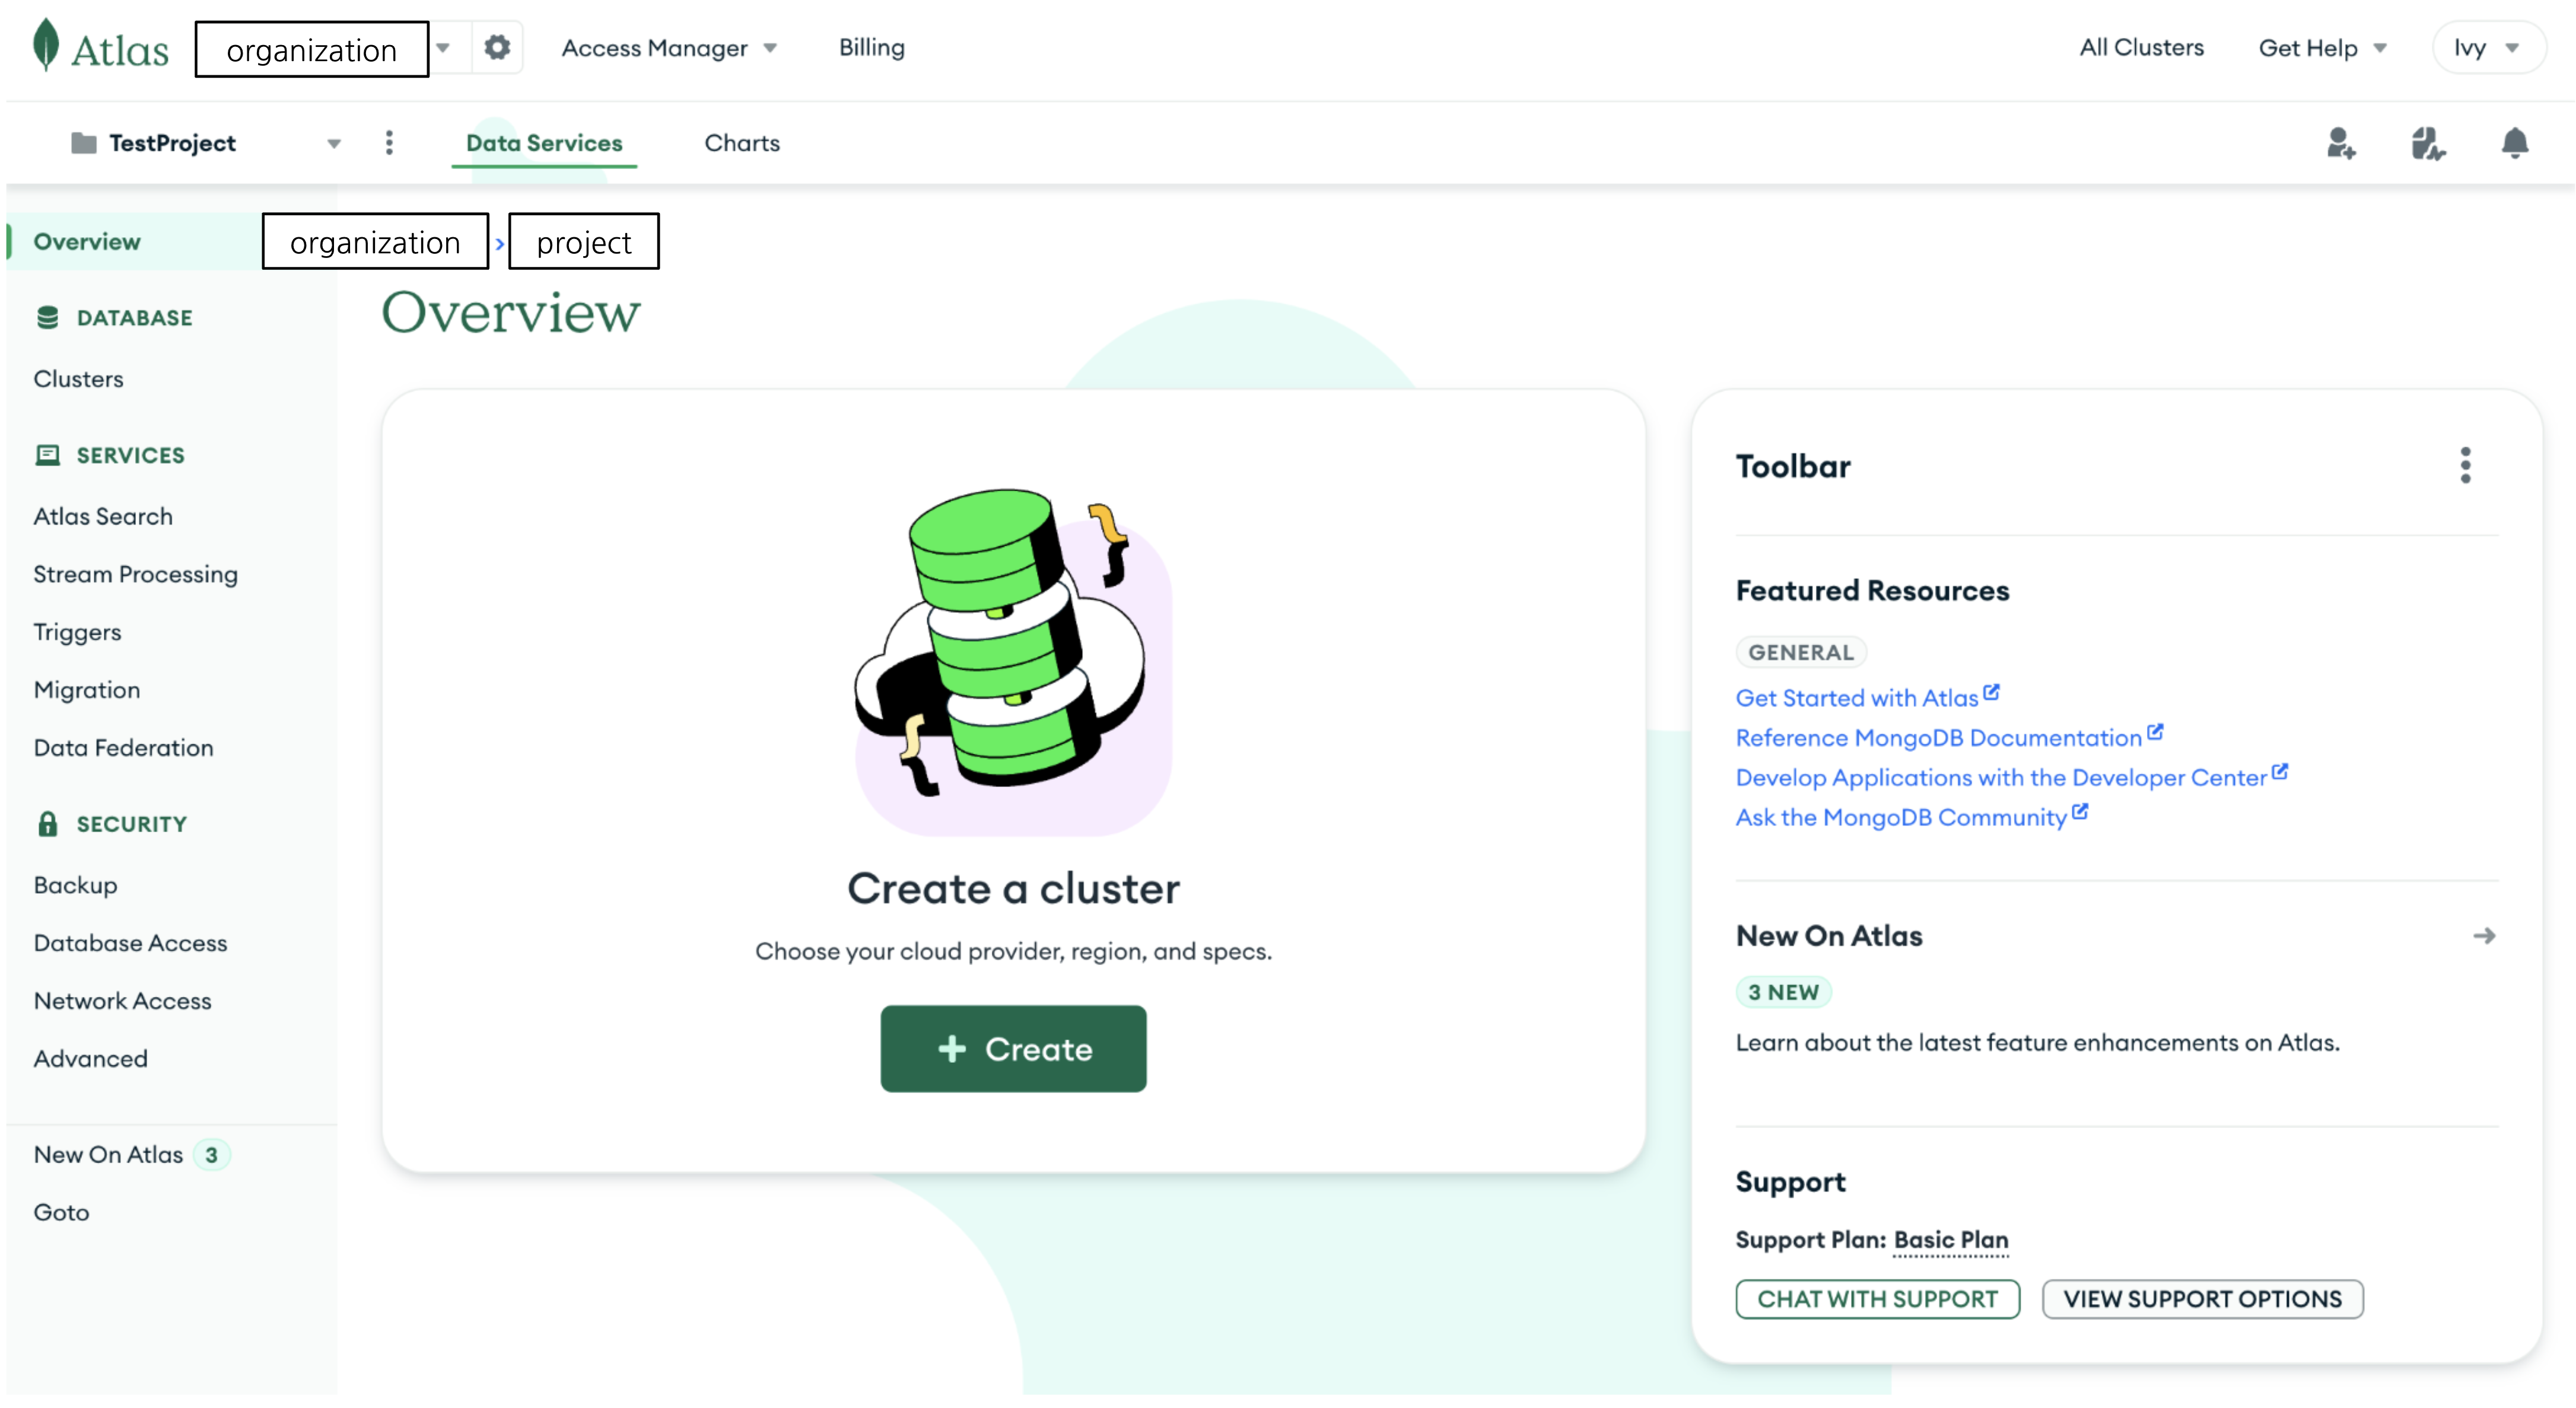 Atlas organization Access Manager Billing All Clusters Get Help Ivy
TestProject Data Services Charts
Overview organization > project
Overview
DATABASE
Clusters
SERVICES
Atlas Search
Stream Processing
Triggers
Migration
Data Federation
SECURITY
Backup
Database Access
Network Access
Advanced
New On Atlas 3
Goto
Create a cluster
Choose your cloud provider, region, and specs.
+ Create
Toolbar
Featured Resources
GENERAL
Get Started with Atlas
Reference MongoDB Documentation
Develop Applications with the Developer Center
Ask the MongoDB Community
New On Atlas
3 NEW
Learn about the latest feature enhancements on Atlas.
Support
Support Plan: Basic Plan
CHAT WITH SUPPORT VIEW SUPPORT OPTIONS